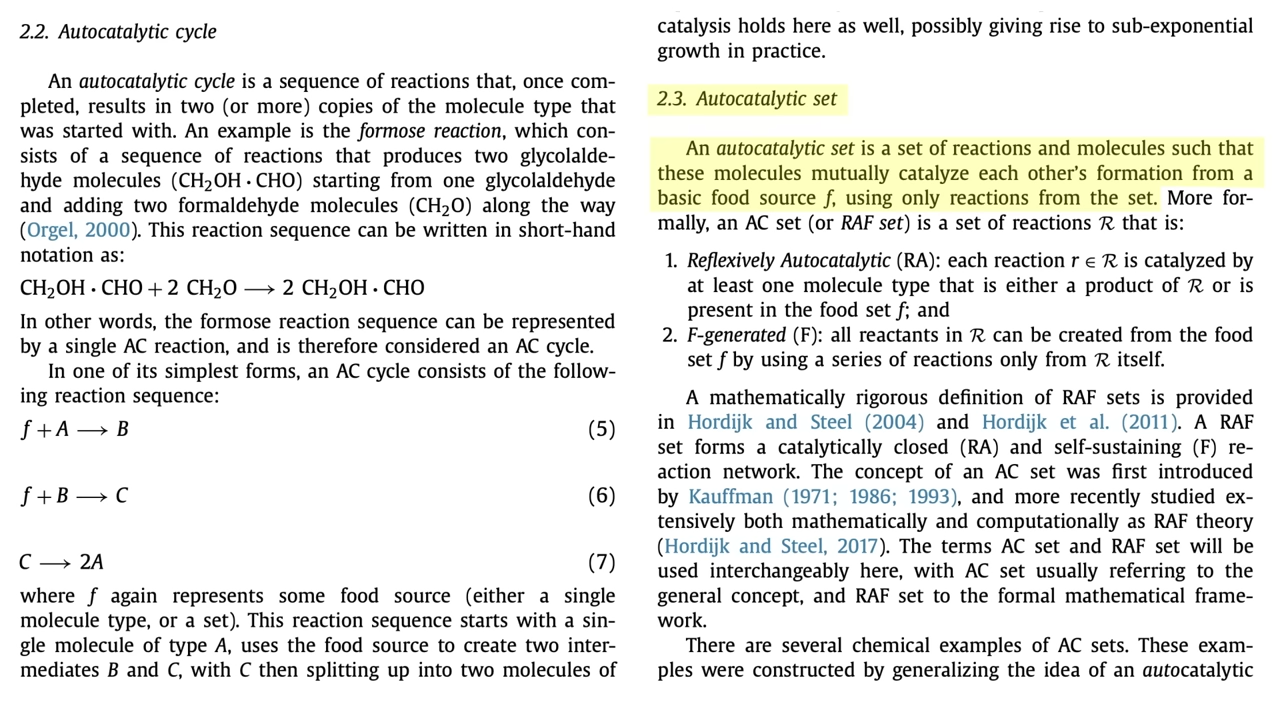 2.2. Autocatalytic cycle
An autocatalytic cycle is a sequence of reactions that, once com-
pleted, results in two (or more) copies of the molecule type that
was started with. An example is the formose reaction, which con-
sists of a sequence of reactions that produces two glycolalde-
hyde molecules (CH₂OH · CHO) starting from one glycolaldehyde
and adding two formaldehyde molecules (CH₂O) along the way
(Orgel, 2000). This reaction sequence can be written in short-hand
notation as:
CH₂OH · CHO + 2 CH₂O ⟶ 2 CH₂OH · CHO
In other words, the formose reaction sequence can be represented
by a single AC reaction, and is therefore considered an AC cycle.
In one of its simplest forms, an AC cycle consists of the follow-
ing reaction sequence:
f + A ⟶ B (5)
f + B ⟶ C (6)
C ⟶ 2A (7)
where f again represents some food source (either a single
molecule type, or a set). This reaction sequence starts with a sin-
gle molecule of type A, uses the food source to create two inter-
mediates B and C, with C then splitting up into two molecules of
catalysis holds here as well, possibly giving rise to sub-exponential
growth in practice.
2.3. Autocatalytic set
An autocatalytic set is a set of reactions and molecules such that
these molecules mutually catalyze each other's formation from a
basic food source f, using only reactions from the set. More for-
mally, an AC set (or RAF set) is a set of reactions ℛ that is:
1. Reflexively Autocatalytic (RA): each reaction r ∈ ℛ is catalyzed by
at least one molecule type that is either a product of ℛ or is
present in the food set f; and
2. F-generated (F): all reactants in ℛ can be created from the food
set f by using a series of reactions only from ℛ itself.
A mathematically rigorous definition of RAF sets is provided
in Hordijk and Steel (2004) and Hordijk et al. (2011). A RAF
set forms a catalytically closed (RA) and self-sustaining (F) re-
action network. The concept of an AC set was first introduced
by Kauffman (1971; 1986; 1993), and more recently studied ex-
tensively both mathematically and computationally as RAF theory
(Hordijk and Steel, 2017). The terms AC set and RAF set will be
used interchangeably here, with AC set usually referring to the
general concept, and RAF set to the formal mathematical frame-
work.
There are several chemical examples of AC sets. These exam-
ples were constructed by generalizing the idea of an autocatalytic